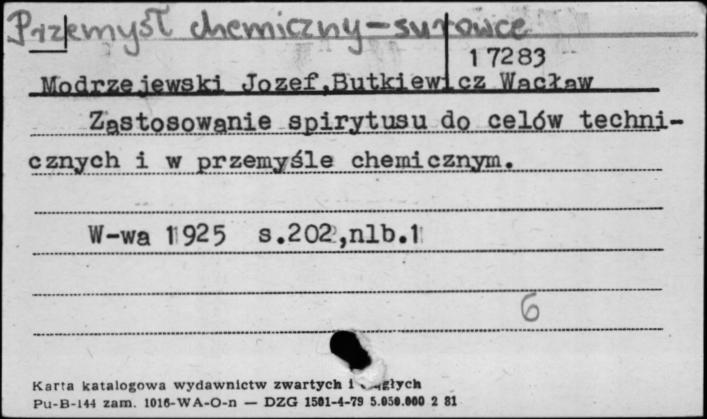 Przemysł chemiczny-surowce
17283
Modrzejewski Jozef,Butkiewicz Wacław
Zastosowanie spirytusu do celów techni-
cznych i w przemyśle chemicznym.
W-wa 1925 s.202,nlb.1
6
Karta katalogowa wydawnictw zwartych i
Pu-B-144 zam. 1016-WA-O-n — DZG 1501-4-79 5.050.000 2 81